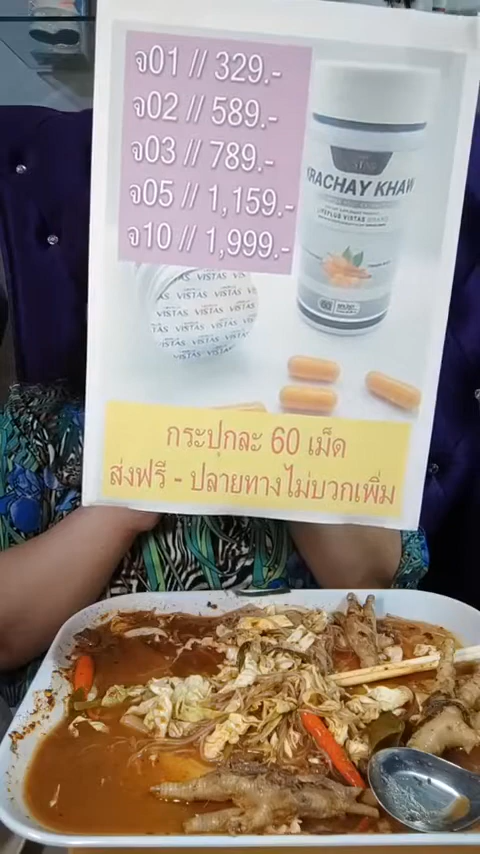 จ01 // 329.-
จ02 // 589.-
จ03 // 789.-
จ05 // 1,159.-
จ10 // 1,999.-
KRACHAY KHAW
VISTAS VISTAS VISTAS
VISTAS VISTAS VISTAS
VISTAS VISTAS VISTAS
VISTAS VISTAS VISTAS
กระปุกละ 60 เม็ด
ส่งฟรี - ปลายทางไม่บวกเพิ่ม